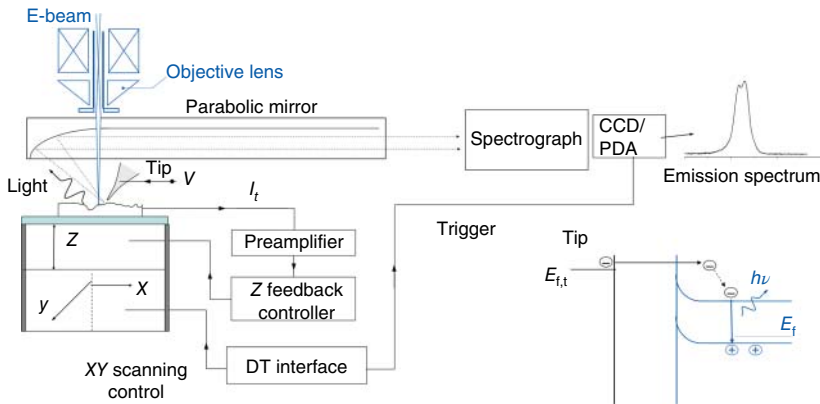 E-beam
Objective lens
Parabolic mirror
Spectrograph
CCD/
PDA
Emission spectrum
Light
Tip
V
I_t
Trigger
Preamplifier
Z
Z feedback
controller
X
y
XY scanning
control
DT interface
Tip
E_f,t
hν
E_f